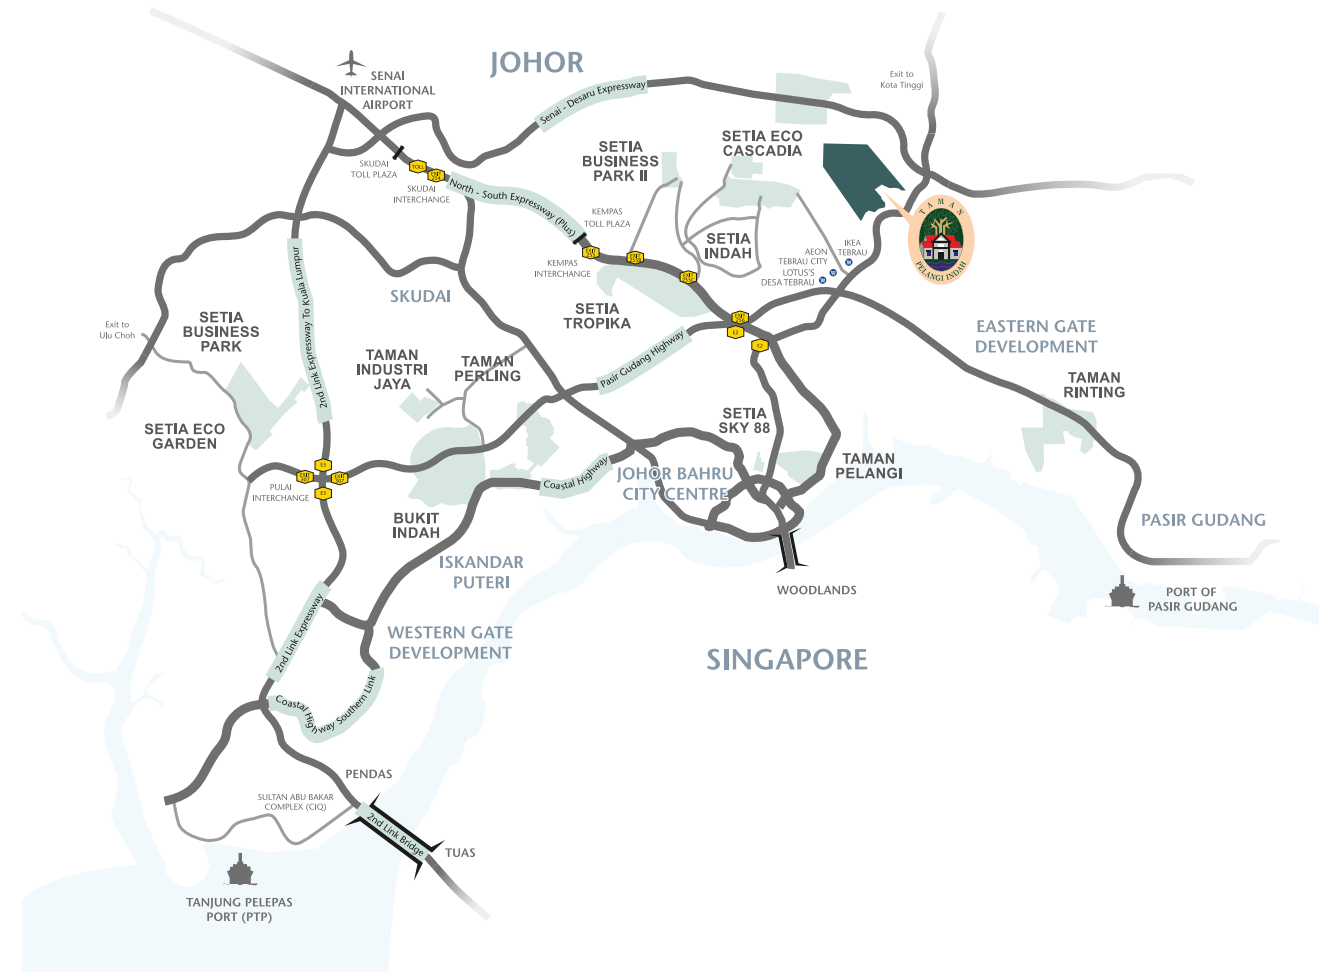 JOHOR
SENAI
INTERNATIONAL
AIRPORT
Exit to
Kota Tinggi
Senai - Desaru Expressway
SETIA ECO
CASCADIA
SETIA
BUSINESS
PARK II
SKUDAI
TOLL PLAZA
TOLL
SKUDAI
INTERCHANGE
North - South Expressway (Plus)
KEMPAS
TOLL PLAZA
TAMAN
PELANGI INDAH
SETIA
INDAH
IKEA
TEBRAU
AEON
TEBRAU CITY
LOTUS'S
DESA TEBRAU
KEMPAS
INTERCHANGE
2nd Link Expressway To Kuala Lumpur
SKUDAI
SETIA
TROPIKA
EASTERN GATE
DEVELOPMENT
Exit to
Ulu Choh
SETIA
BUSINESS
PARK
E2
E2
Pasir Gudang Highway
TAMAN
INDUSTRI
JAYA
TAMAN
PERLING
TAMAN
RINTING
SETIA ECO
GARDEN
SETIA
SKY 88
TAMAN
PELANGI
E3
E3
PULAI
INTERCHANGE
Coastal Highway
JOHOR BAHRU
CITY CENTRE
BUKIT
INDAH
PASIR GUDANG
ISKANDAR
PUTERI
WOODLANDS
PORT OF
PASIR GUDANG
2nd Link Expressway
WESTERN GATE
DEVELOPMENT
SINGAPORE
Coastal Highway Southern Link
PENDAS
SULTAN ABU BAKAR
COMPLEX (CIQ)
2nd Link Bridge
TUAS
TANJUNG PELEPAS
PORT (PTP)